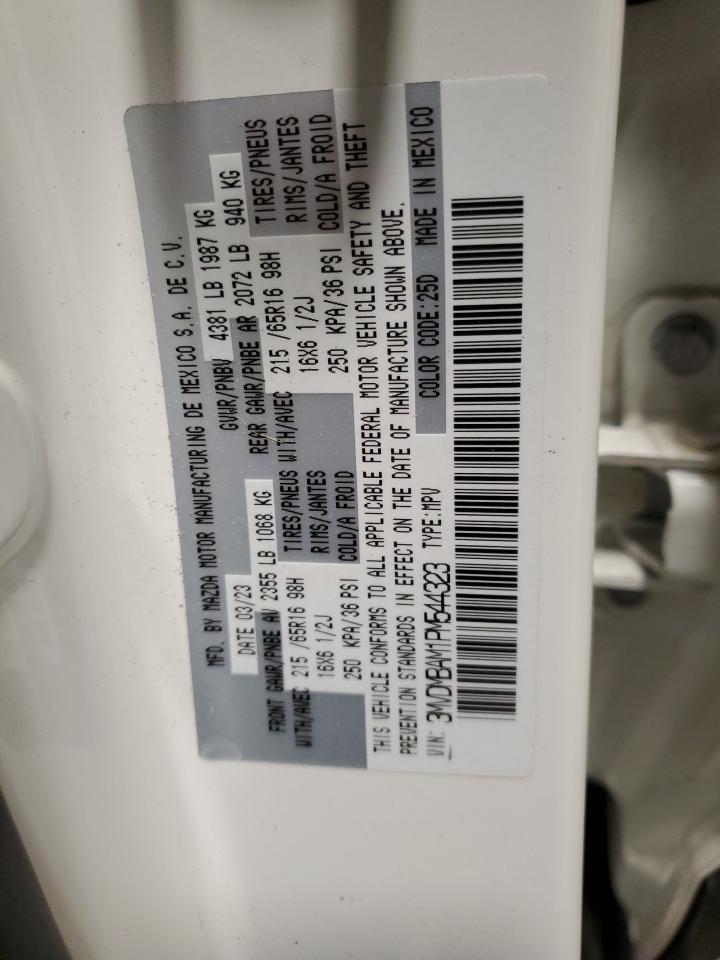 MFD. BY MAZDA MOTOR MANUFACTURING DE MEXICO S.A. DE C.V.
DATE 03/23 GVWR/PNBV 4381 LB 1987 KG
FRONT GAWR/PNBE AV 2355 LB 1068 KG REAR GAWR/PNBE AR 2072 LB 940 KG
WITH/AVEC 215 /65R16 98H TIRES/PNEUS WITH/AVEC 215 /65R16 98H TIRES/PNEUS
16X6 1/2J RIMS/JANTES 16X6 1/2J RIMS/JANTES
250 KPA/36 PSI COLD/A FROID 250 KPA/36 PSI COLD/A FROID
THIS VEHICLE CONFORMS TO ALL APPLICABLE FEDERAL MOTOR VEHICLE SAFETY AND THEFT
PREVENTION STANDARDS IN EFFECT ON THE DATE OF MANUFACTURE SHOWN ABOVE.
VIN: 3MVDMBAM1PM544323 TYPE:MPV COLOR CODE:25D MADE IN MEXICO